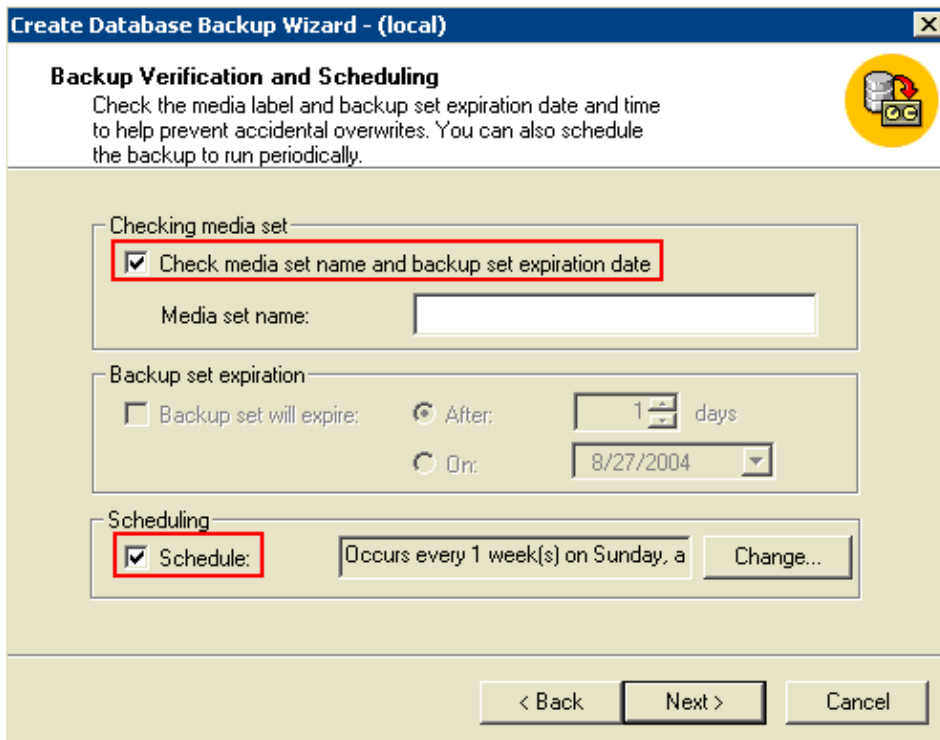 Create Database Backup Wizard - (local)
Backup Verification and Scheduling
Check the media label and backup set expiration date and time
to help prevent accidental overwrites. You can also schedule
the backup to run periodically.
Checking media set
Check media set name and backup set expiration date
Media set name:
Backup set expiration
Backup set will expire: After: 1 days
On: 8/27/2004
Scheduling
Schedule: Occurs every 1 week(s) on Sunday, a Change...
< Back Next > Cancel